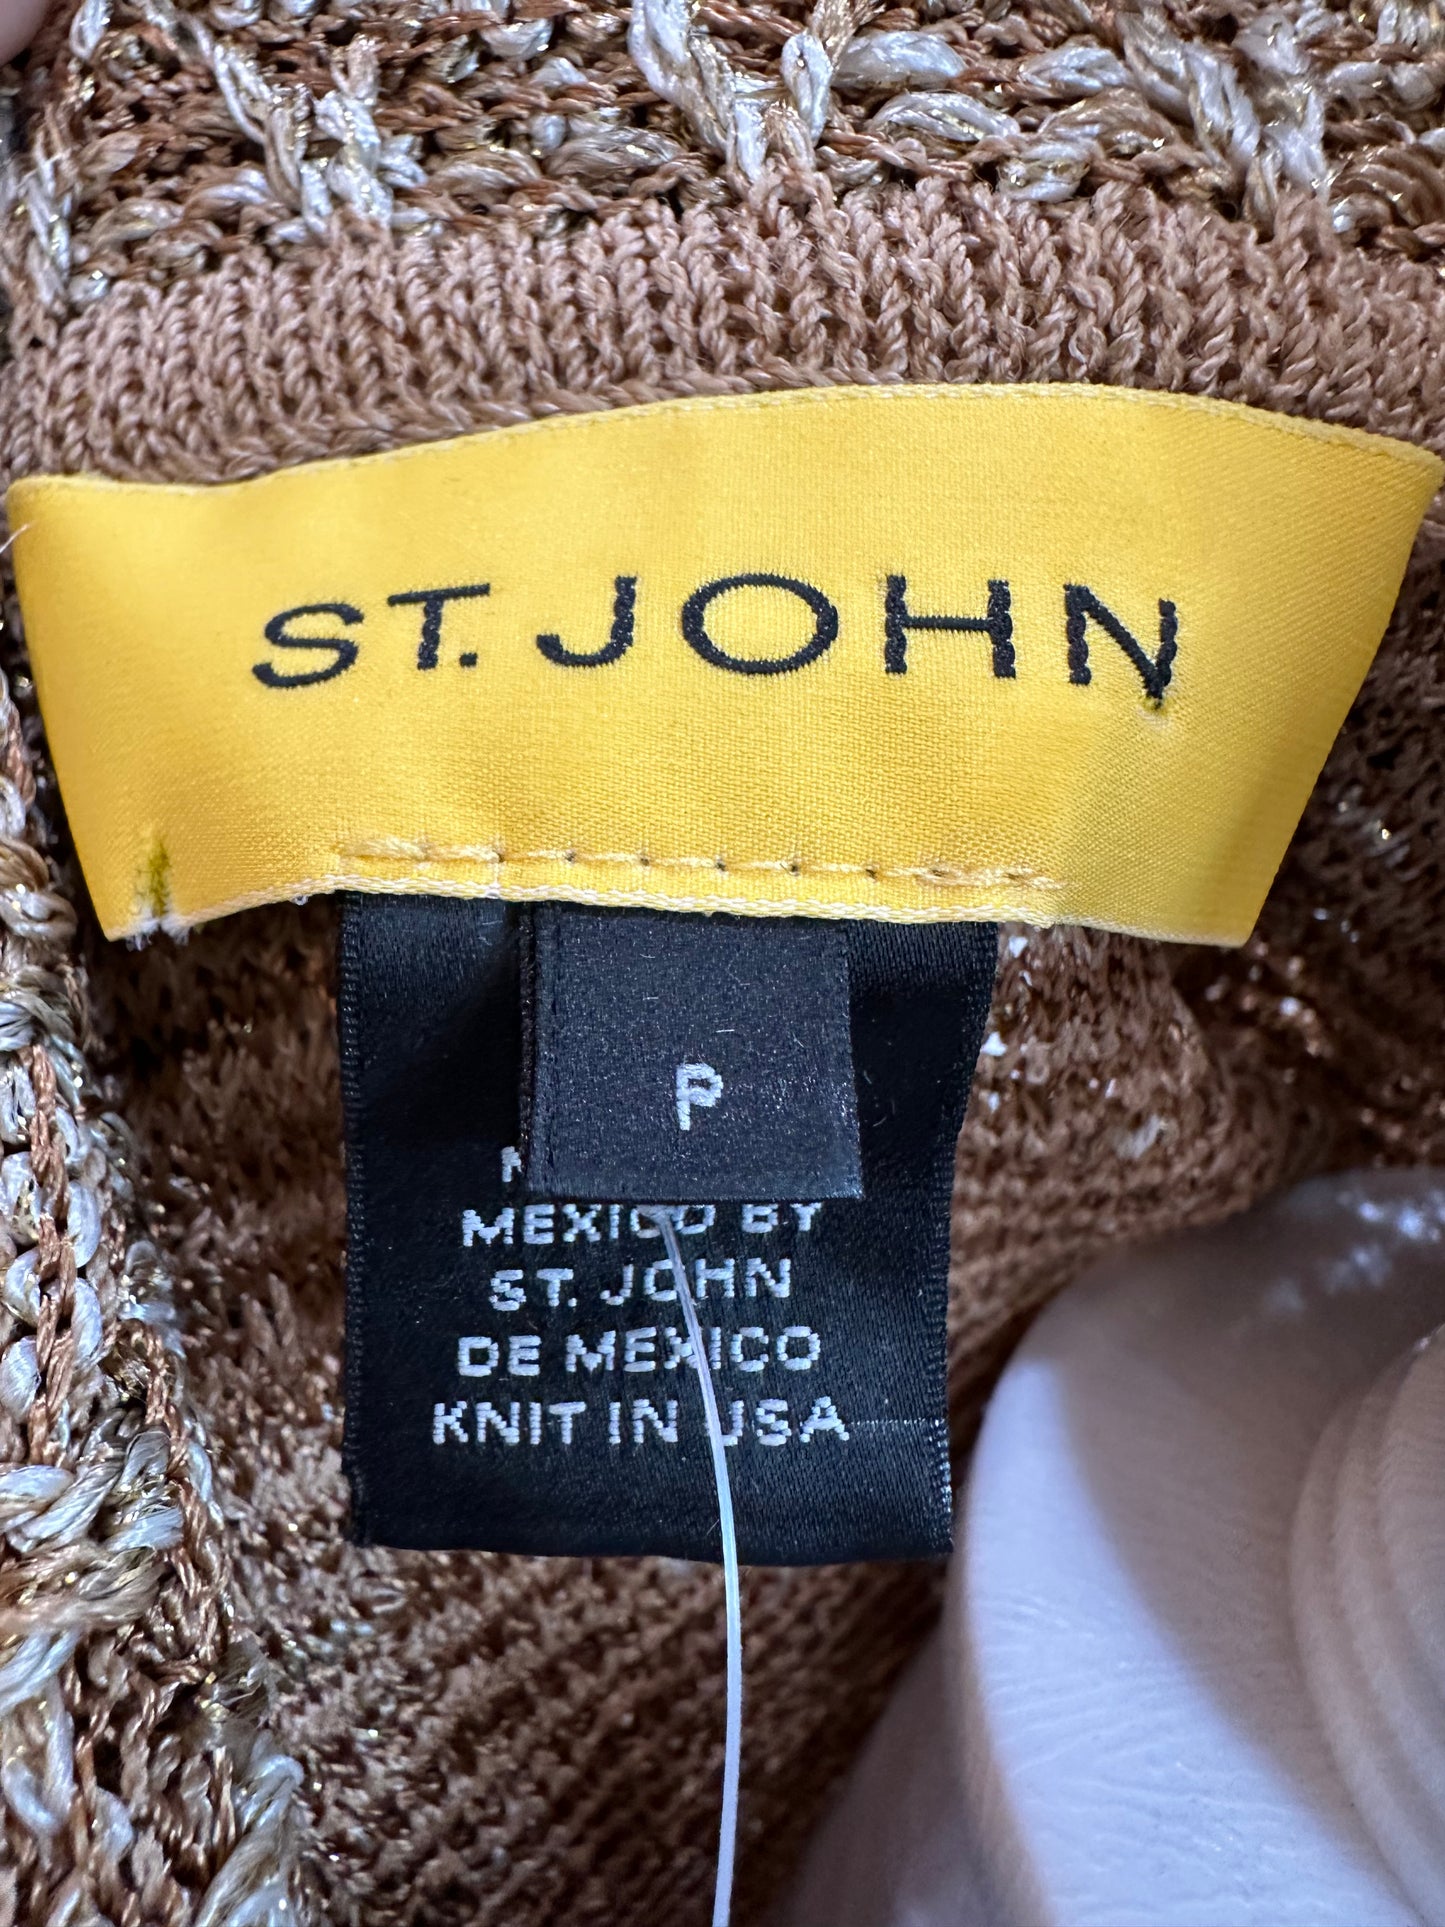 ST. JOHN
P
MEXICO BY
ST. JOHN
DE MEXICO
KNIT IN USA